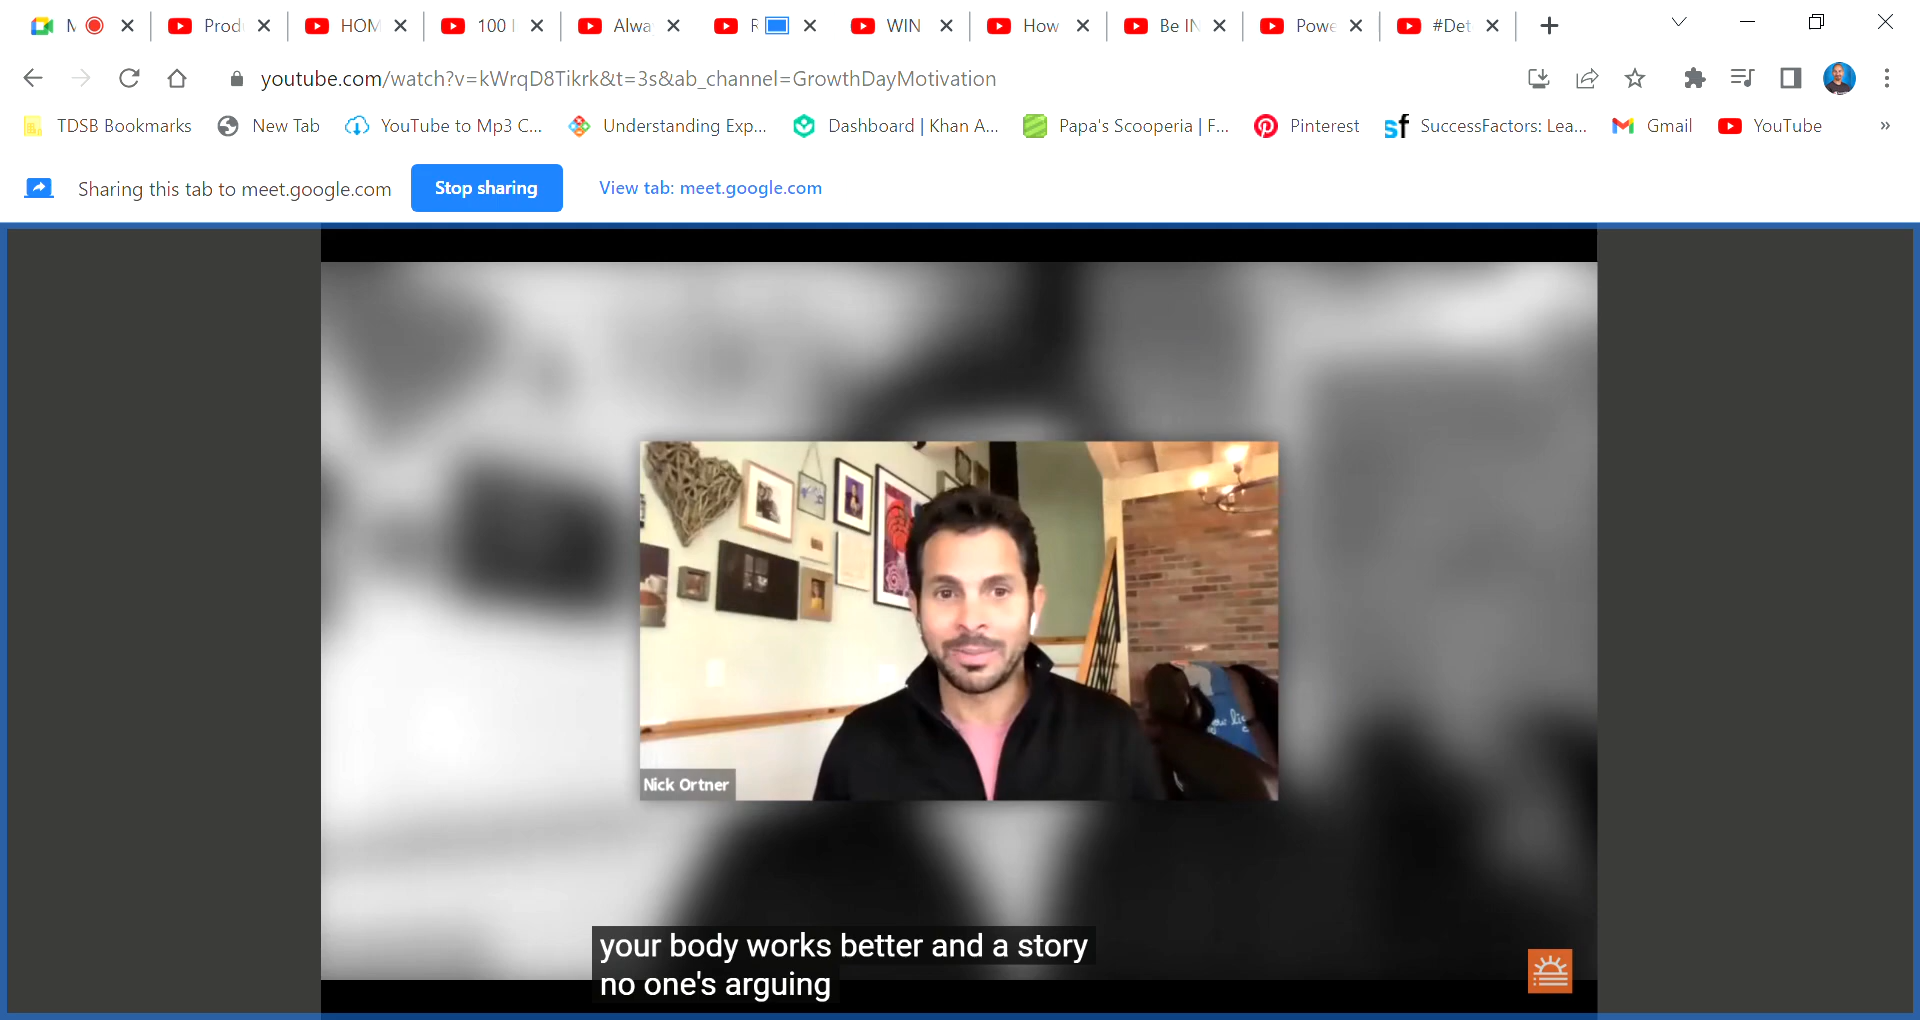 M
Prod
HOM
100
Alwa
R
WIN
How
Be IN
Powe
#Det
youtube.com/watch?v=kWrqD8Tikrk&t=3s&ab_channel=GrowthDayMotivation
TDSB Bookmarks New Tab YouTube to Mp3 C... Understanding Exp... Dashboard | Khan A... Papa's Scooperia | F... Pinterest sf SuccessFactors: Lea... Gmail YouTube »
Sharing this tab to meet.google.com Stop sharing View tab: meet.google.com
Nick Ortner
your body works better and a story
no one's arguing